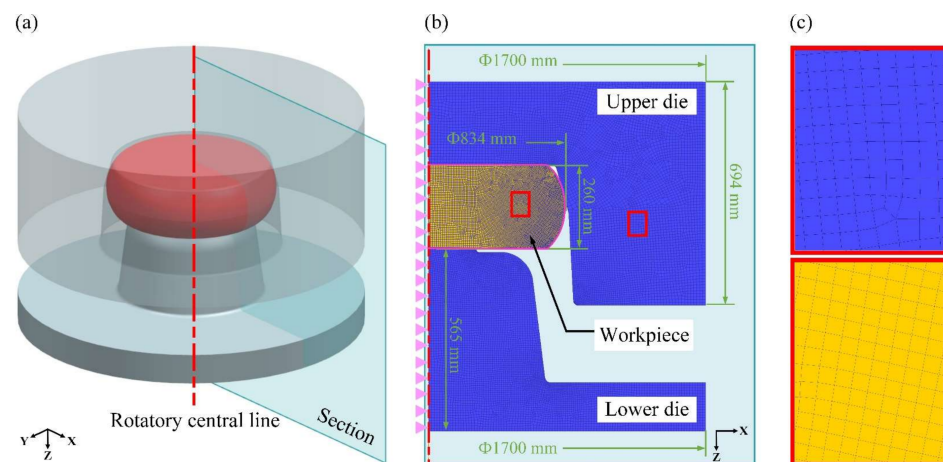 (a)
(b)
(c)
Φ1700 mm
Upper die
Φ834 mm
260 mm
694 mm
565 mm
Workpiece
Lower die
Φ1700 mm
Rotatory central line
Section
Y
X
Z
X
Z